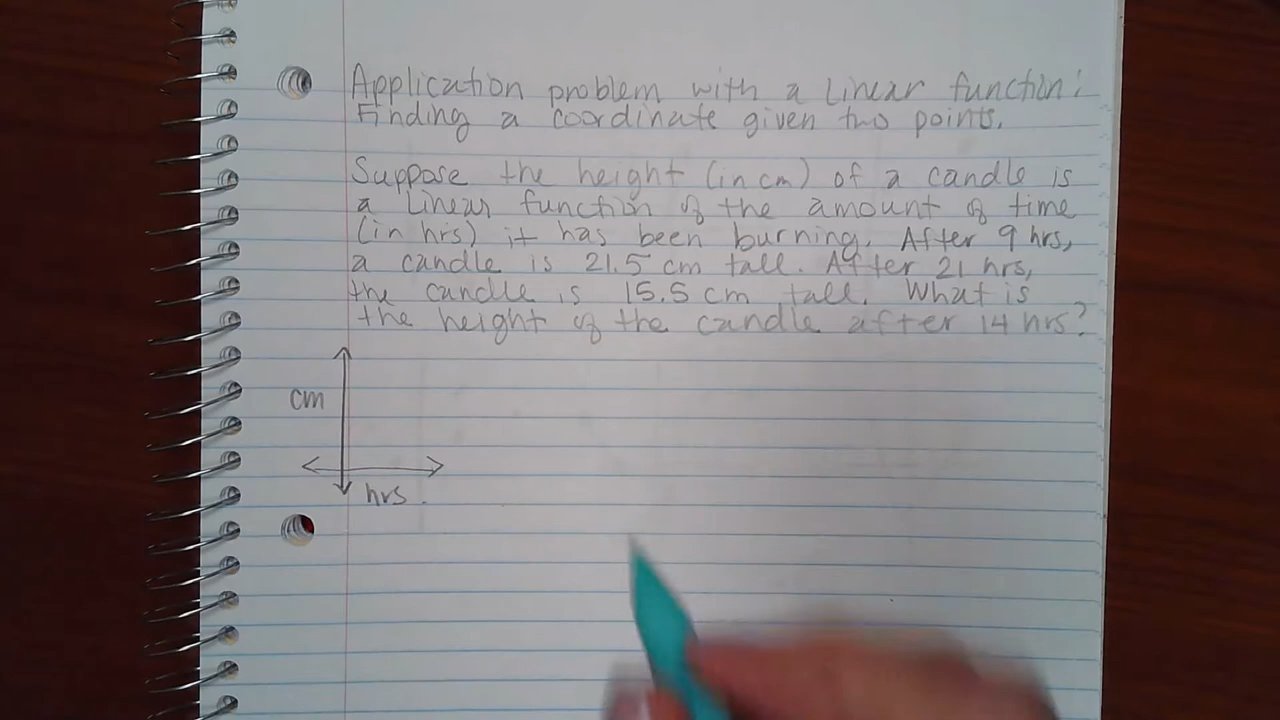 Application problem with a Linear function:
Finding a coordinate given two points.
Suppose the height (in cm) of a candle is
a Linear function of the amount of time
(in hrs) it has been burning. After 9 hrs,
a candle is 21.5 cm tall. After 21 hrs,
the candle is 15.5 cm tall. What is
the height of the candle after 14 hrs?
cm
hrs.